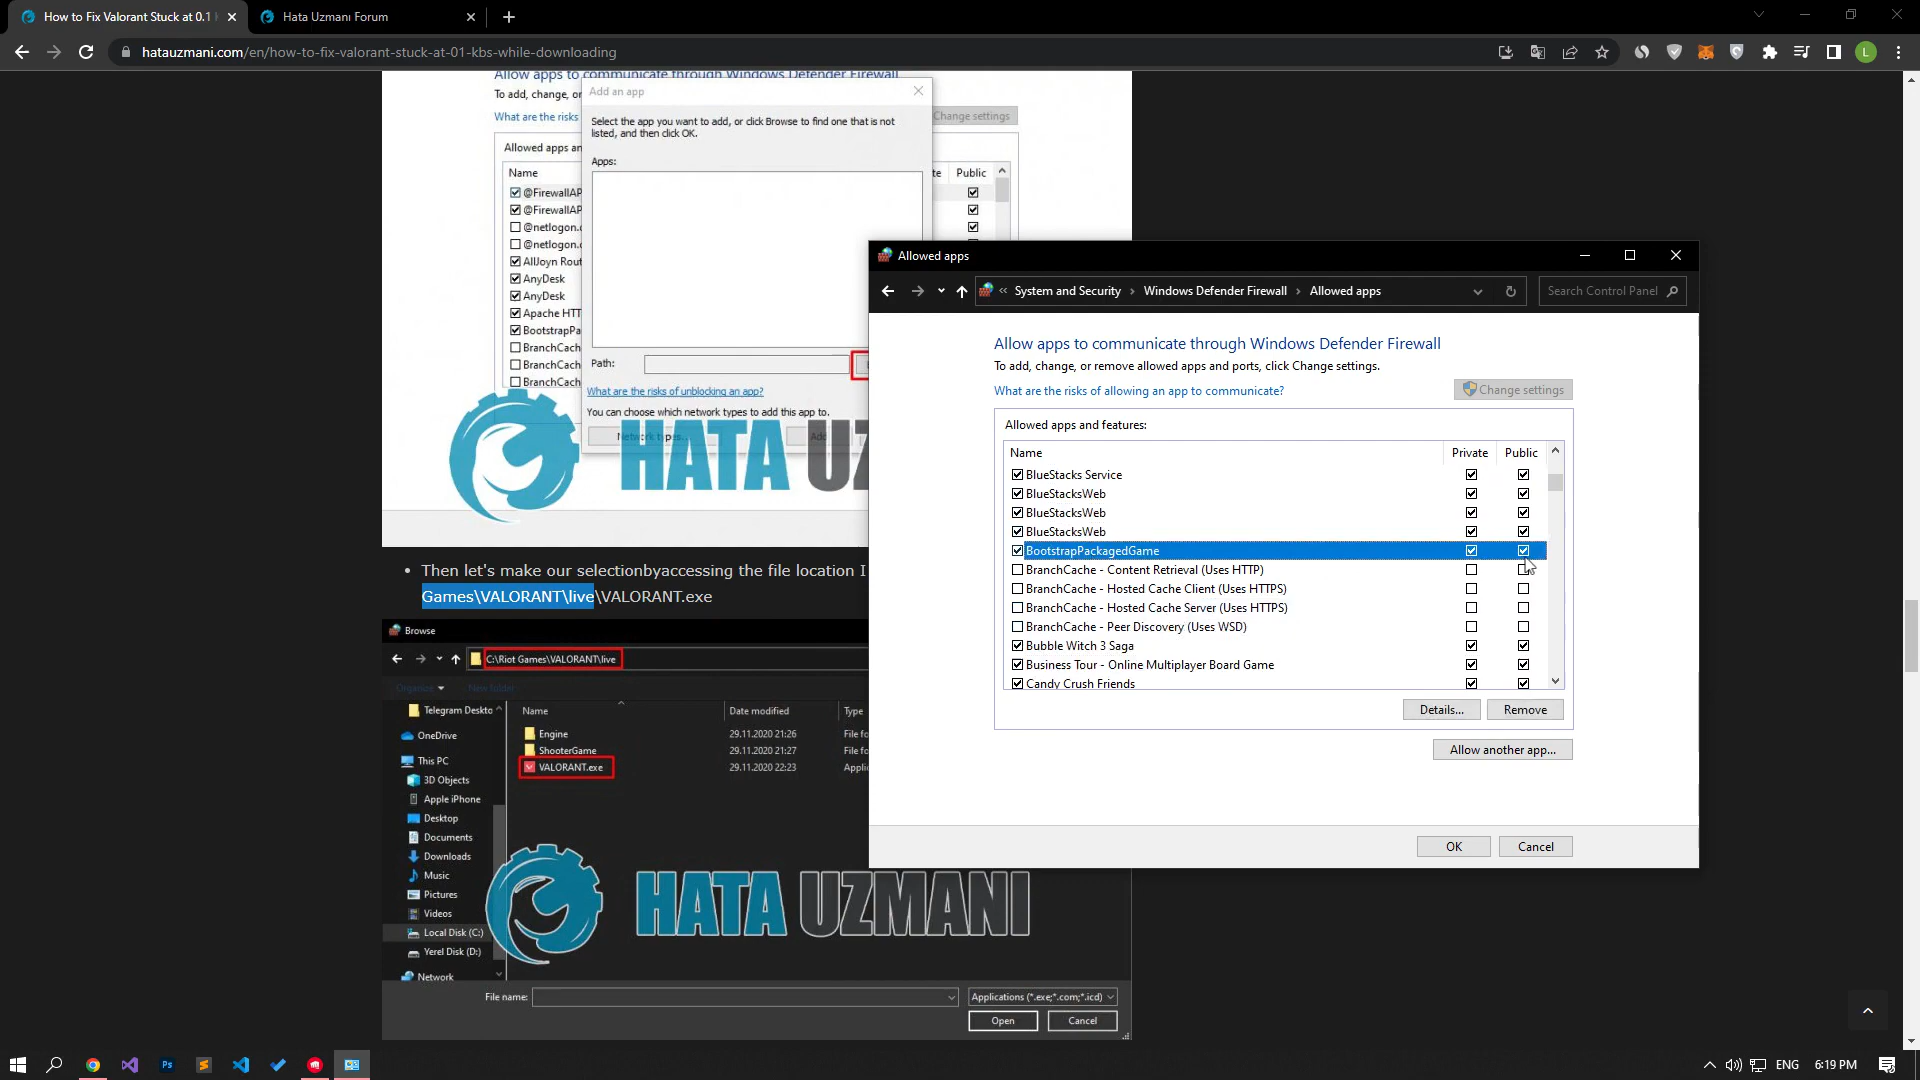 How to Fix Valorant Stuck at 0.1
Hata Uzmanı Forum
hatauzmani.com/en/how-to-fix-valorant-stuck-at-01-kbs-while-downloading
L
Allow apps to communicate through Windows Defender Firewall
To add, change, or
What are the risks
Change settings
Allowed apps an
Name
Public
@FirewallAP
@FirewallAP
@netlogon.
@netlogon.
AllJoyn Rout
AnyDesk
AnyDesk
Apache HTT
BootstrapPa
BranchCach
BranchCach
BranchCach
Add an app
Select the app you want to add, or click Browse to find one that is not
listed, and then click OK.
Apps:
Path:
What are the risks of unblocking an app?
You can choose which network types to add this app to.
Network types...
Add
HATA UZ
Then let's make our selectionbyaccessing the file location I
Games\VALORANT\live\VALORANT.exe
Browse
C:\Riot Games\VALORANT\live
Organize
New folder
Name
Date modified
Type
Telegram Deskto
OneDrive
This PC
3D Objects
Apple iPhone
Desktop
Documents
Downloads
Music
Pictures
Videos
Local Disk (C:)
Yerel Disk (D:)
Network
Engine 29.11.2020 21:26 File fo
ShooterGame 29.11.2020 21:27 File fo
VALORANT.exe 29.11.2020 22:23 Applic
HATA UZMANI
File name:
Applications (*.exe;*.com;*.icd)
Open
Cancel
Allowed apps
System and Security
Windows Defender Firewall
Allowed apps
Search Control Panel
Allow apps to communicate through Windows Defender Firewall
To add, change, or remove allowed apps and ports, click Change settings.
What are the risks of allowing an app to communicate?
Change settings
Allowed apps and features:
Name Private Public
BlueStacks Service
BlueStacksWeb
BlueStacksWeb
BlueStacksWeb
BootstrapPackagedGame
BranchCache - Content Retrieval (Uses HTTP)
BranchCache - Hosted Cache Client (Uses HTTPS)
BranchCache - Hosted Cache Server (Uses HTTPS)
BranchCache - Peer Discovery (Uses WSD)
Bubble Witch 3 Saga
Business Tour - Online Multiplayer Board Game
Candy Crush Friends
Details...
Remove
Allow another app...
OK
Cancel
Ps
ENG
6:19 PM